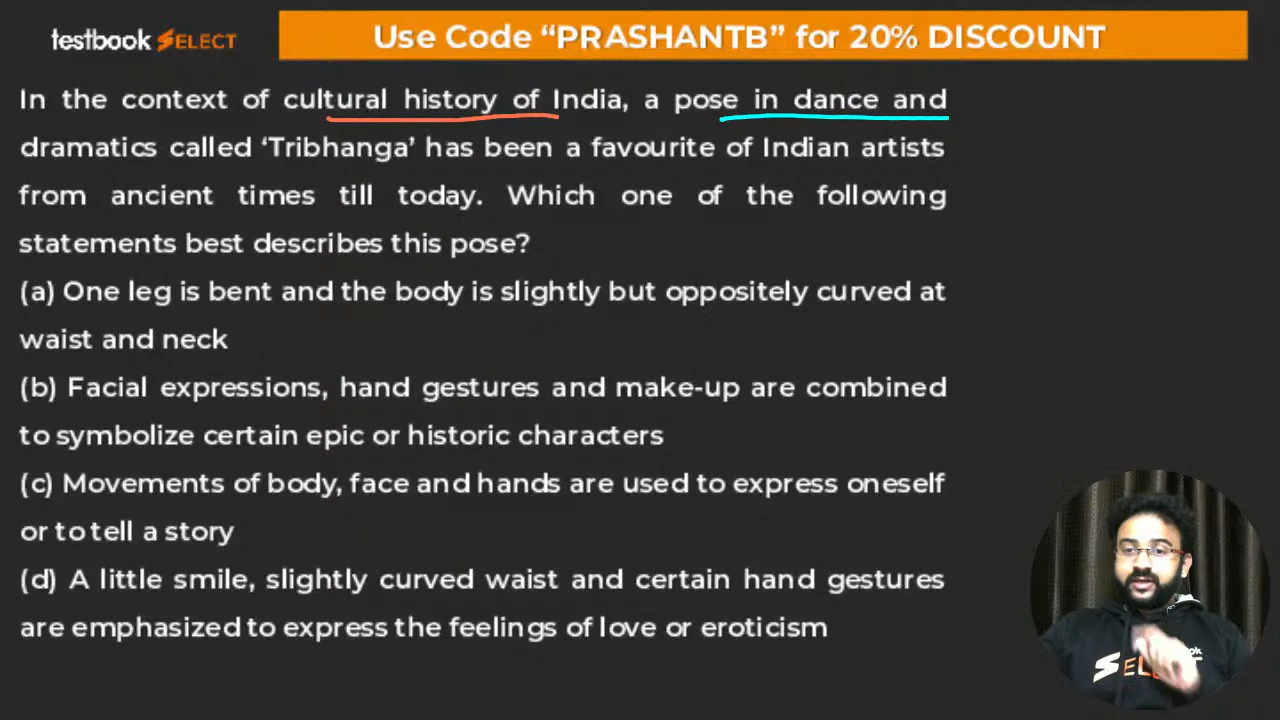 testbook SELECT
Use Code “PRASHANTB” for 20% DISCOUNT
In the context of cultural history of India, a pose in dance and
dramatics called ‘Tribhanga’ has been a favourite of Indian artists
from ancient times till today. Which one of the following
statements best describes this pose?
(a) One leg is bent and the body is slightly but oppositely curved at
waist and neck
(b) Facial expressions, hand gestures and make-up are combined
to symbolize certain epic or historic characters
(c) Movements of body, face and hands are used to express oneself
or to tell a story
(d) A little smile, slightly curved waist and certain hand gestures
are emphasized to express the feelings of love or eroticism